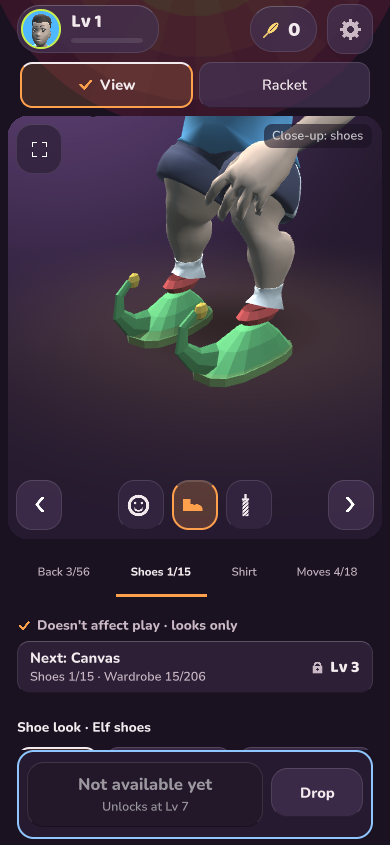 Lv 1
0
View
Racket
Close-up: shoes
Back 3/56
Shoes 1/15
Shirt
Moves 4/18
Doesn't affect play · looks only
Next: Canvas
Shoes 1/15 · Wardrobe 15/206
Lv 3
Shoe look · Elf shoes
Not available yet
Unlocks at Lv 7
Drop